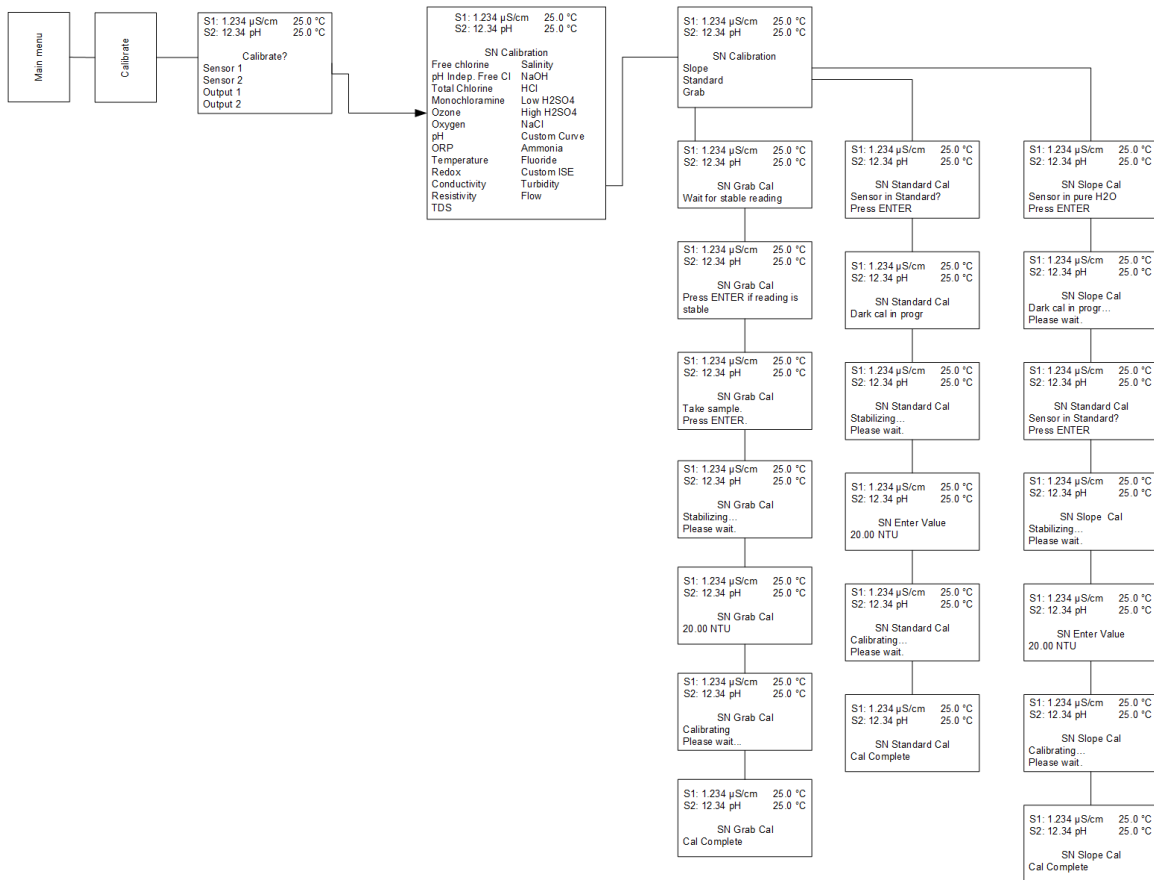 Main menu
Calibrate
S1: 1.234 µS/cm 25.0 °C
S2: 12.34 pH 25.0 °C
Calibrate?
Sensor 1
Sensor 2
Output 1
Output 2
S1: 1.234 µS/cm 25.0 °C
S2: 12.34 pH 25.0 °C
SN Calibration
Free chlorine Salinity
pH Indep. Free Cl NaOH
Total Chlorine HCl
Monochloramine Low H2SO4
Ozone High H2SO4
Oxygen NaCl
pH Custom Curve
ORP Ammonia
Temperature Fluoride
Redox Custom ISE
Conductivity Turbidity
Resistivity Flow
TDS
S1: 1.234 µS/cm 25.0 °C
S2: 12.34 pH 25.0 °C
SN Calibration
Slope
Standard
Grab
S1: 1.234 µS/cm 25.0 °C
S2: 12.34 pH 25.0 °C
SN Grab Cal
Wait for stable reading
S1: 1.234 µS/cm 25.0 °C
S2: 12.34 pH 25.0 °C
SN Grab Cal
Press ENTER if reading is
stable
S1: 1.234 µS/cm 25.0 °C
S2: 12.34 pH 25.0 °C
SN Grab Cal
Take sample.
Press ENTER.
S1: 1.234 µS/cm 25.0 °C
S2: 12.34 pH 25.0 °C
SN Grab Cal
Stabilizing...
Please wait.
S1: 1.234 µS/cm 25.0 °C
S2: 12.34 pH 25.0 °C
SN Grab Cal
20.00 NTU
S1: 1.234 µS/cm 25.0 °C
S2: 12.34 pH 25.0 °C
SN Grab Cal
Calibrating
Please wait...
S1: 1.234 µS/cm 25.0 °C
S2: 12.34 pH 25.0 °C
SN Grab Cal
Cal Complete
S1: 1.234 µS/cm 25.0 °C
S2: 12.34 pH 25.0 °C
SN Standard Cal
Sensor in Standard?
Press ENTER
S1: 1.234 µS/cm 25.0 °C
S2: 12.34 pH 25.0 °C
SN Standard Cal
Dark cal in progr
S1: 1.234 µS/cm 25.0 °C
S2: 12.34 pH 25.0 °C
SN Standard Cal
Stabilizing...
Please wait.
S1: 1.234 µS/cm 25.0 °C
S2: 12.34 pH 25.0 °C
SN Enter Value
20.00 NTU
S1: 1.234 µS/cm 25.0 °C
S2: 12.34 pH 25.0 °C
SN Standard Cal
Calibrating...
Please wait.
S1: 1.234 µS/cm 25.0 °C
S2: 12.34 pH 25.0 °C
SN Standard Cal
Cal Complete
S1: 1.234 µS/cm 25.0 °C
S2: 12.34 pH 25.0 °C
SN Slope Cal
Sensor in pure H2O
Press ENTER
S1: 1.234 µS/cm 25.0 °C
S2: 12.34 pH 25.0 °C
SN Slope Cal
Dark cal in progr...
Please wait.
S1: 1.234 µS/cm 25.0 °C
S2: 12.34 pH 25.0 °C
SN Standard Cal
Sensor in Standard?
Press ENTER
S1: 1.234 µS/cm 25.0 °C
S2: 12.34 pH 25.0 °C
SN Slope Cal
Stabilizing...
Please wait.
S1: 1.234 µS/cm 25.0 °C
S2: 12.34 pH 25.0 °C
SN Enter Value
20.00 NTU
S1: 1.234 µS/cm 25.0 °C
S2: 12.34 pH 25.0 °C
SN Slope Cal
Calibrating...
Please wait.
S1: 1.234 µS/cm 25.0 °C
S2: 12.34 pH 25.0 °C
SN Slope Cal
Cal Complete